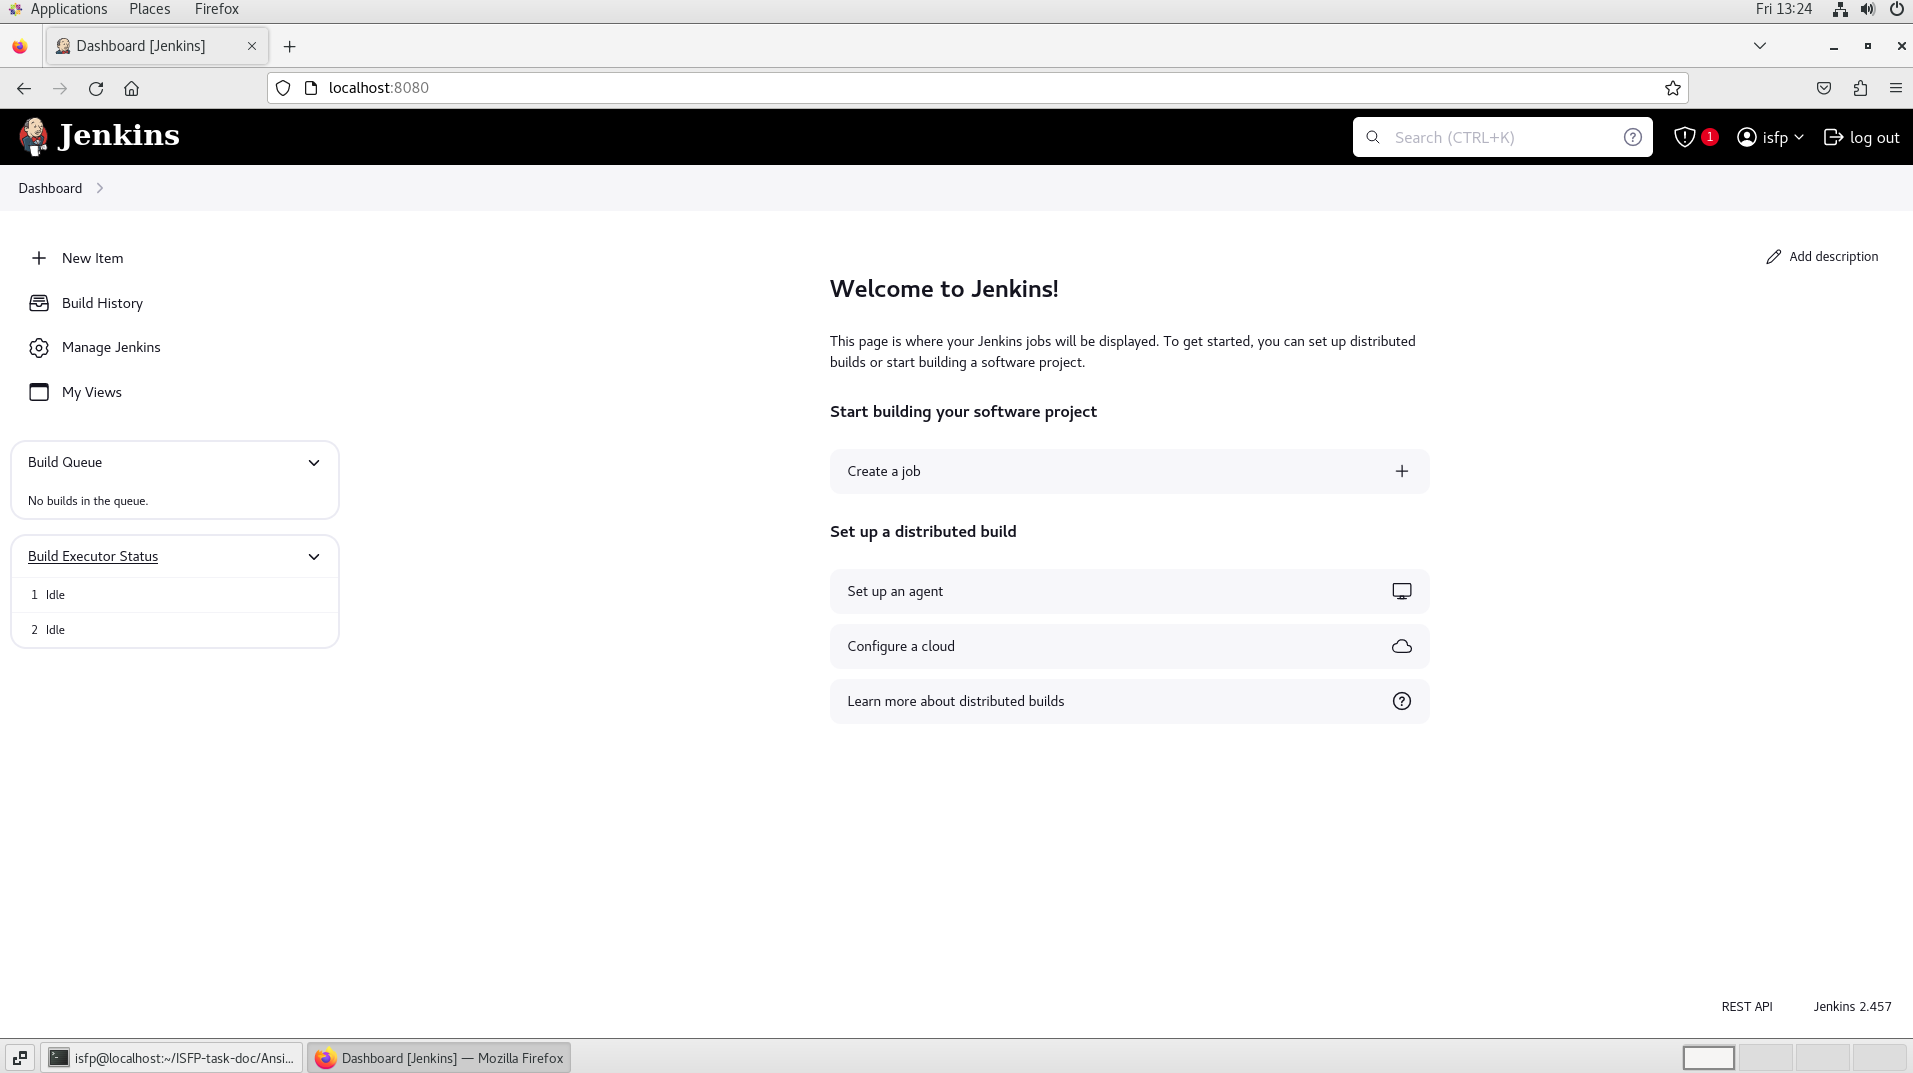 Applications Places Firefox Fri 13:24
Dashboard [Jenkins]
localhost:8080
Jenkins Search (CTRL+K) 1 isfp log out
Dashboard
New Item
Build History
Manage Jenkins
My Views
Build Queue
No builds in the queue.
Build Executor Status
1 Idle
2 Idle
Add description
Welcome to Jenkins!
This page is where your Jenkins jobs will be displayed. To get started, you can set up distributed
builds or start building a software project.
Start building your software project
Create a job
Set up a distributed build
Set up an agent
Configure a cloud
Learn more about distributed builds
REST API Jenkins 2.457
isfp@localhost:~/ISFP-task-doc/Ansi... Dashboard [Jenkins] — Mozilla Firefox